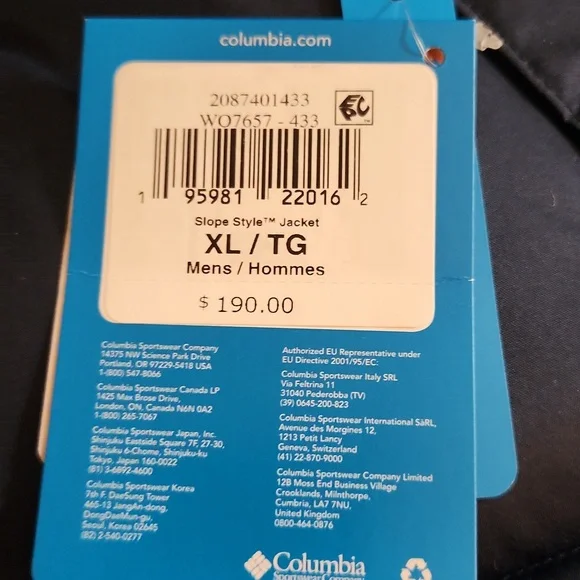 columbia.com
2087401433
WO7657 - 433
1 95981 22016 2
Slope Style™ Jacket
XL / TG
Mens / Hommes
$ 190.00
Columbia Sportswear Company
14375 NW Science Park Drive
Portland, OR 97229-5418 USA
1-(800) 547-8066
Columbia Sportswear Canada LP
1425 Max Brose Drive,
London, ON, Canada N6N 0A2
1-(800) 265-7067
Columbia Sportswear Japan, Inc.
Shinjuku Eastside Square 7F, 27-30,
Shinjuku 6-Chome, Shinjuku-ku
Tokyo, Japan 160-0022
(81) 3-6892-4600
Columbia Sportswear Korea
7th F. DaeSung Tower
465-13 JangAn-dong,
DongDaeMun-gu,
Seoul, Korea 02645
(82) 2-540-0277
Authorized EU Representative under
EU Directive 2001/95/EC:
Columbia Sportswear Italy SRL
Via Feltrina 11
31040 Pederobba (TV)
(39) 0645-200-823
Columbia Sportswear International SàRL,
Avenue des Morgines 12,
1213 Petit Lancy
Geneva, Switzerland
(41) 22-870-9000
Columbia Sportswear Company Limited
12B Moss End Business Village
Crooklands, Milnthorpe,
Cumbria, LA7 7NU,
United Kingdom
0800-464-0876
Columbia
Sportswear Company